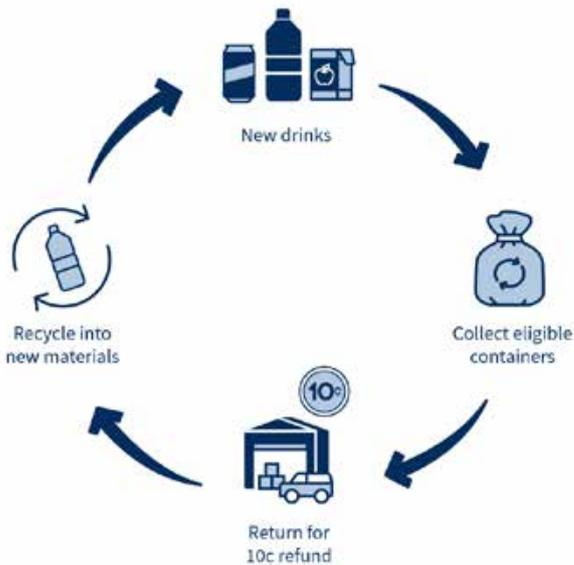 New drinks
Collect eligible
containers
10c
Return for
10c refund
Recycle into
new materials